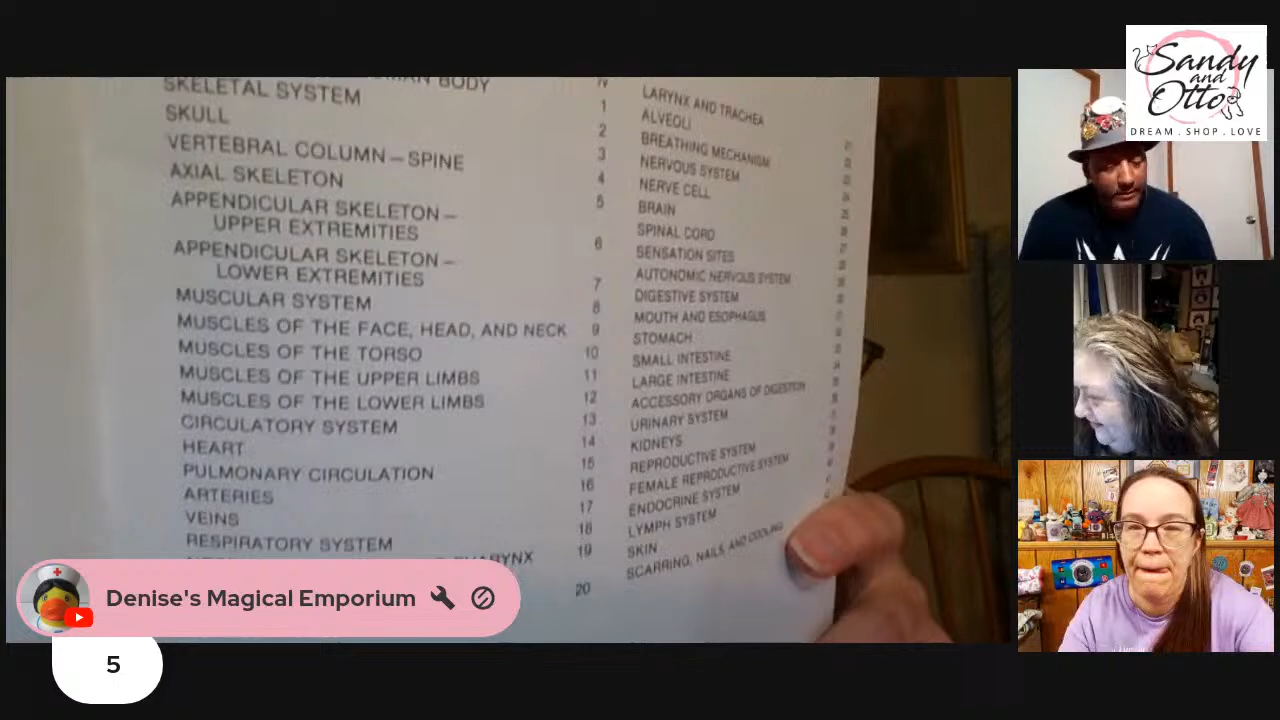 MAN BODY
SKELETAL SYSTEM 1
SKULL 2
VERTEBRAL COLUMN – SPINE 3
AXIAL SKELETON 4
APPENDICULAR SKELETON – 5
UPPER EXTREMITIES
APPENDICULAR SKELETON – 6
LOWER EXTREMITIES
MUSCULAR SYSTEM 7
MUSCLES OF THE FACE, HEAD, AND NECK 8
MUSCLES OF THE TORSO 9
MUSCLES OF THE UPPER LIMBS 10
MUSCLES OF THE LOWER LIMBS 11
CIRCULATORY SYSTEM 12
HEART 13
PULMONARY CIRCULATION 14
ARTERIES 15
VEINS 16
RESPIRATORY SYSTEM 17
18
19
20
LARYNX AND TRACHEA
ALVEOLI
BREATHING MECHANISM
NERVOUS SYSTEM
NERVE CELL
BRAIN
SPINAL CORD
SENSATION SITES
AUTONOMIC NERVOUS SYSTEM
DIGESTIVE SYSTEM
MOUTH AND ESOPHAGUS
STOMACH
SMALL INTESTINE
LARGE INTESTINE
ACCESSORY ORGANS OF DIGESTION
URINARY SYSTEM
KIDNEYS
REPRODUCTIVE SYSTEM
FEMALE REPRODUCTIVE SYSTEM
ENDOCRINE SYSTEM
LYMPH SYSTEM
SKIN
SCARRING, NAILS, AND COOLING
Sandy
and
Otto
DREAM . SHOP . LOVE
Denise's Magical Emporium
5